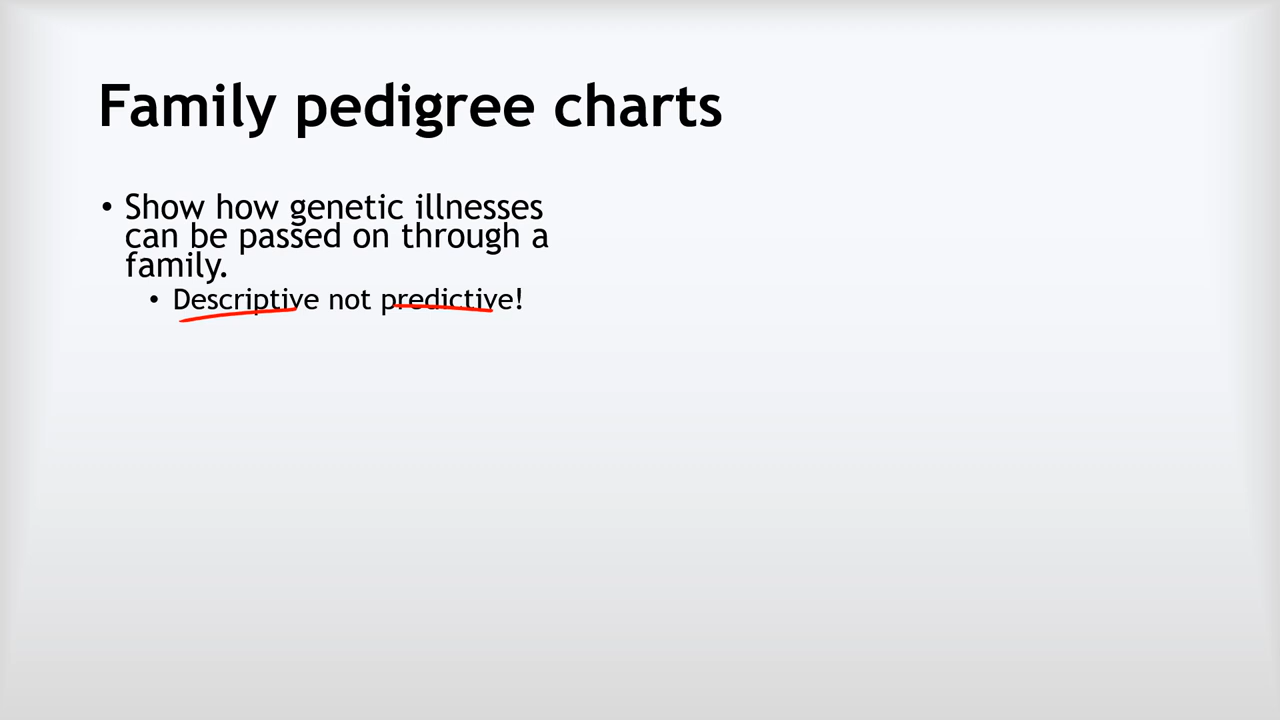 Family pedigree charts
• Show how genetic illnesses
can be passed on through a
family.
• Descriptive not predictive!